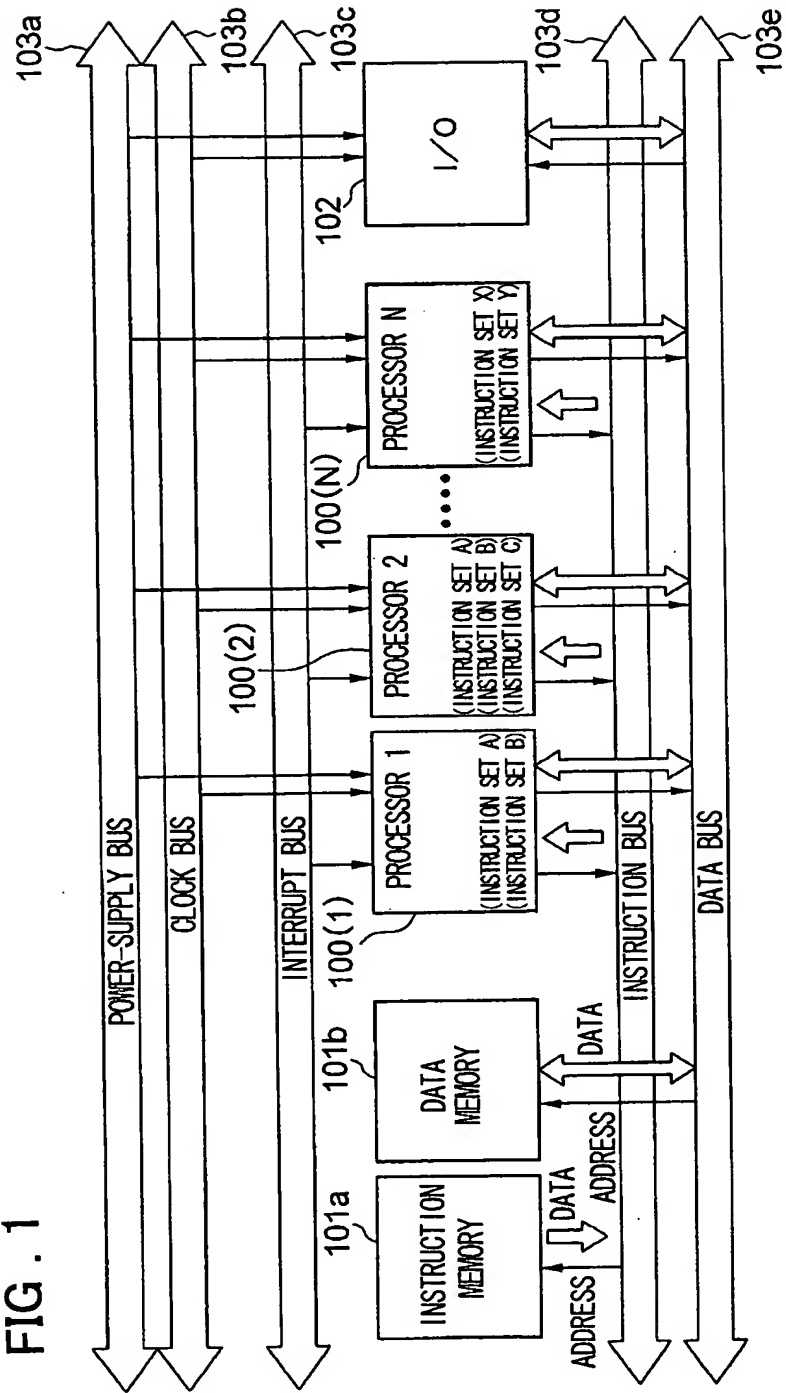 FIG. 1
103a
103b
103c
103d
103e
POWER-SUPPLY BUS
CLOCK BUS
INTERRUPT BUS
101a
INSTRUCTION
MEMORY
101b
DATA
MEMORY
100(1)
PROCESSOR 1
(INSTRUCTION SET A)
(INSTRUCTION SET B)
100(2)
PROCESSOR 2
(INSTRUCTION SET A)
(INSTRUCTION SET B)
(INSTRUCTION SET C)
100(N)
PROCESSOR N
(INSTRUCTION SET X)
(INSTRUCTION SET Y)
102
I/O
ADDRESS
DATA
ADDRESS
DATA
INSTRUCTION BUS
DATA BUS